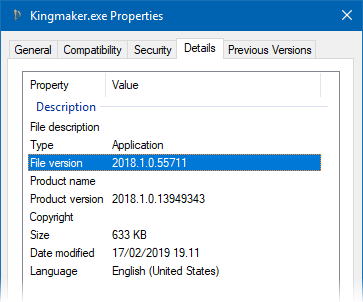 Kingmaker.exe Properties
General Compatibility Security Details Previous Versions
Property Value
Description
File description
Type Application
File version 2018.1.0.55711
Product name
Product version 2018.1.0.13949343
Copyright
Size 633 KB
Date modified 17/02/2019 19.11
Language English (United States)